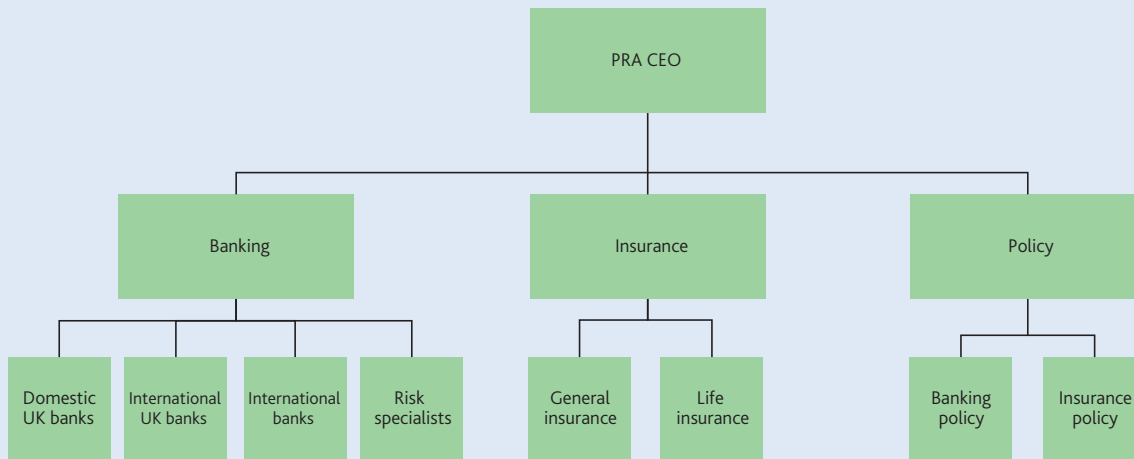 PRA CEO
Banking
Insurance
Policy
Domestic
UK banks
International
UK banks
International
banks
Risk
specialists
General
insurance
Life
insurance
Banking
policy
Insurance
policy